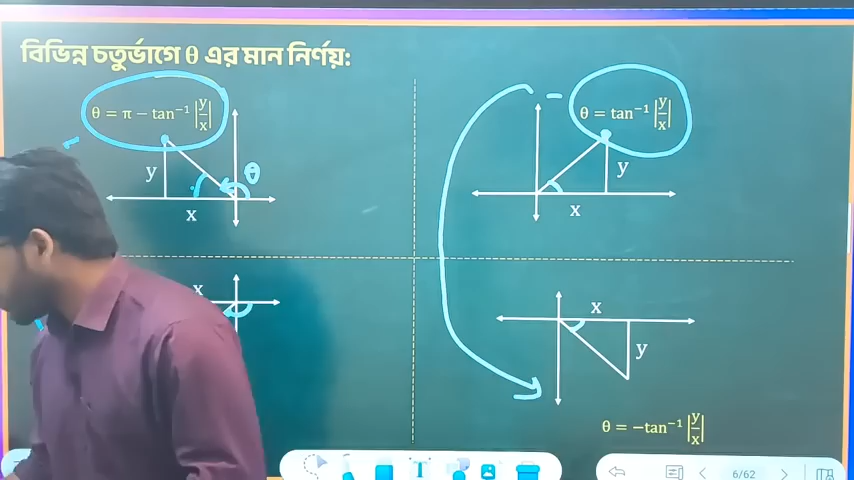 বিভিন্ন চতুর্ভাগে θ এর মান নির্ণয়:
θ = π − tan⁻¹ |y/x|
y
x
θ
θ = tan⁻¹ |y/x|
y
x
x
x
y
θ = −tan⁻¹ |y/x|
T
6/62